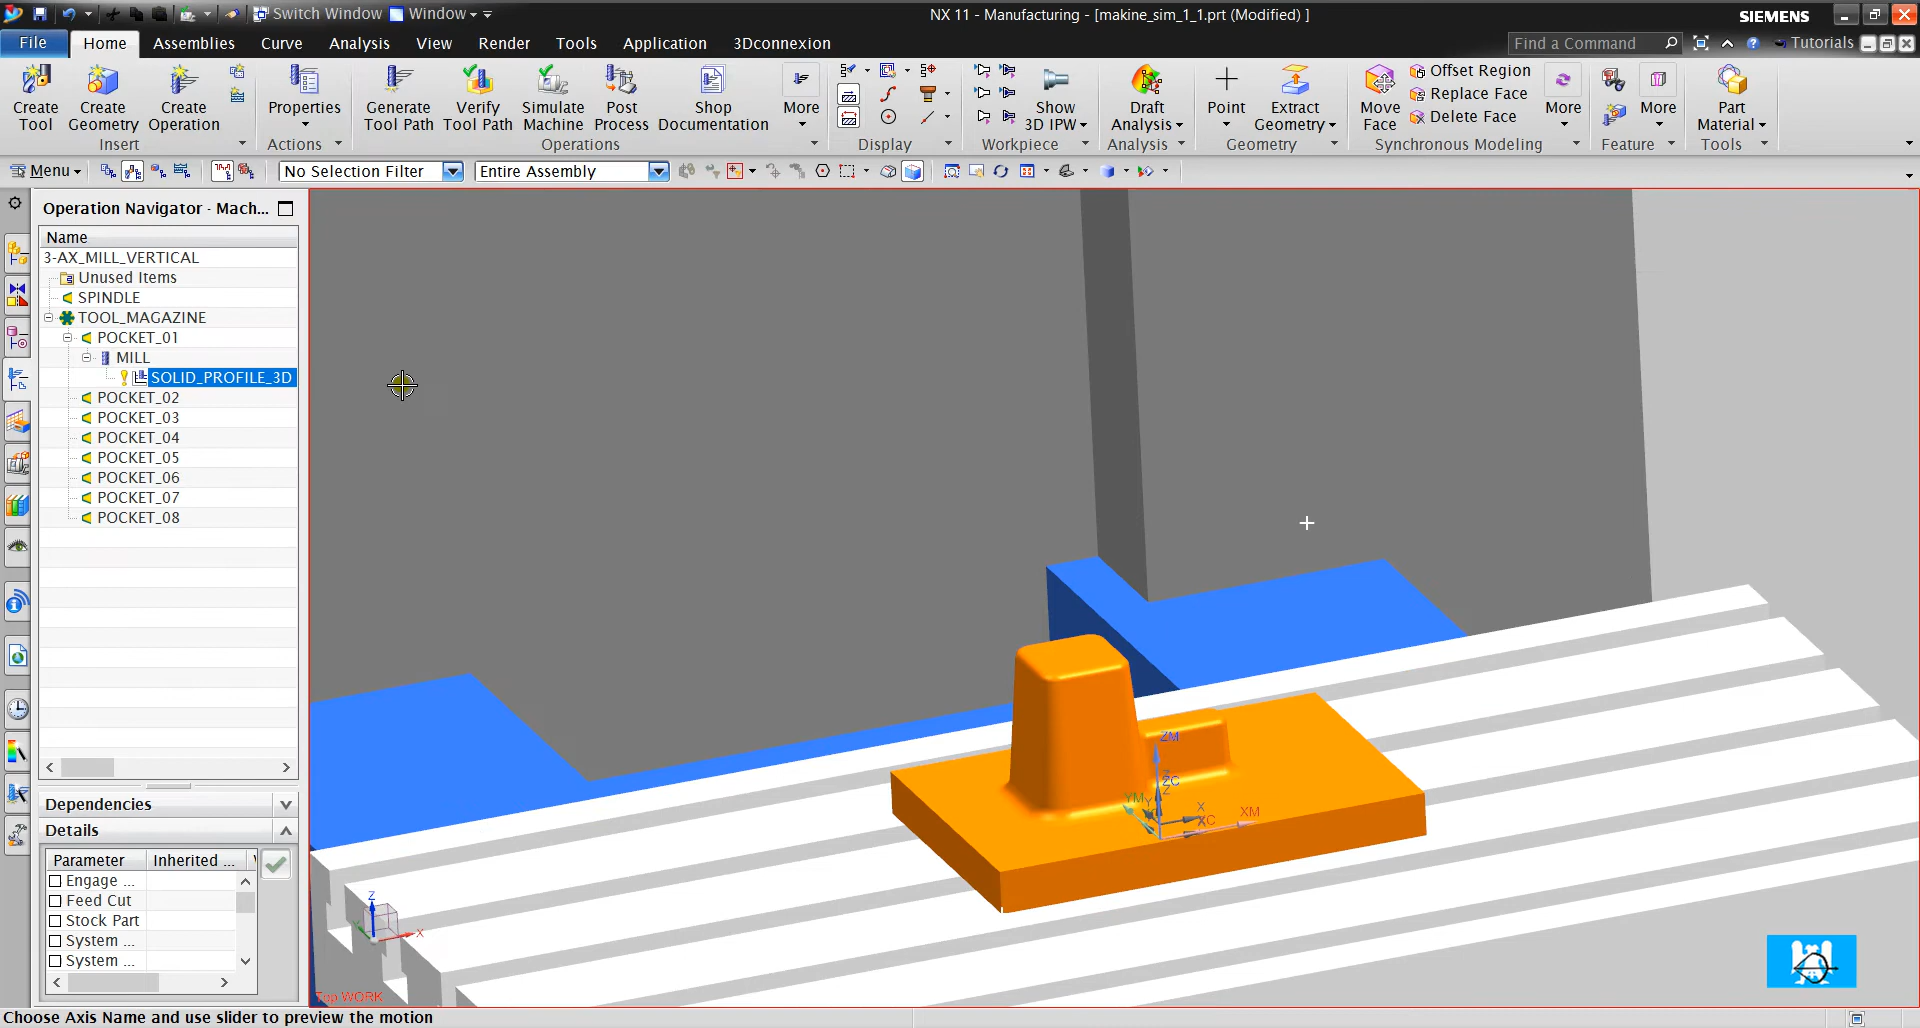 Switch Window Window NX 11 - Manufacturing - [makine_sim_1_1.prt (Modified) ] SIEMENS
File Home Assemblies Curve Analysis View Render Tools Application 3Dconnexion Find a Command Tutorials
Create Tool
Create Geometry
Create Operation
Insert
Properties
Actions
Generate Tool Path
Verify Tool Path
Simulate Machine
Post Process
Shop Documentation
More
Operations
Display
Show 3D IPW
Workpiece
Draft Analysis
Analysis
Point
Extract Geometry
Geometry
Move Face
Offset Region
Replace Face
Delete Face
More
Synchronous Modeling
More
Feature
Part Material
Tools
Menu No Selection Filter Entire Assembly
Operation Navigator - Mach...
Name
3-AX_MILL_VERTICAL
Unused Items
SPINDLE
TOOL_MAGAZINE
POCKET_01
MILL
SOLID_PROFILE_3D
POCKET_02
POCKET_03
POCKET_04
POCKET_05
POCKET_06
POCKET_07
POCKET_08
Dependencies
Details
Parameter Inherited ...
Engage ...
Feed Cut
Stock Part
System ...
System ...
ZM
ZC
Z
YM
Y
X
XC
XM
Z
Y
X
Top WORK
Choose Axis Name and use slider to preview the motion